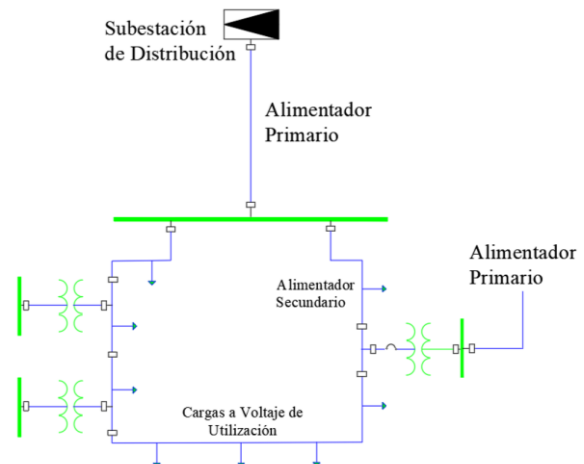 Subestación
de Distribución
Alimentador
Primario
Alimentador
Primario
Alimentador
Secundario
Cargas a Voltaje de
Utilización